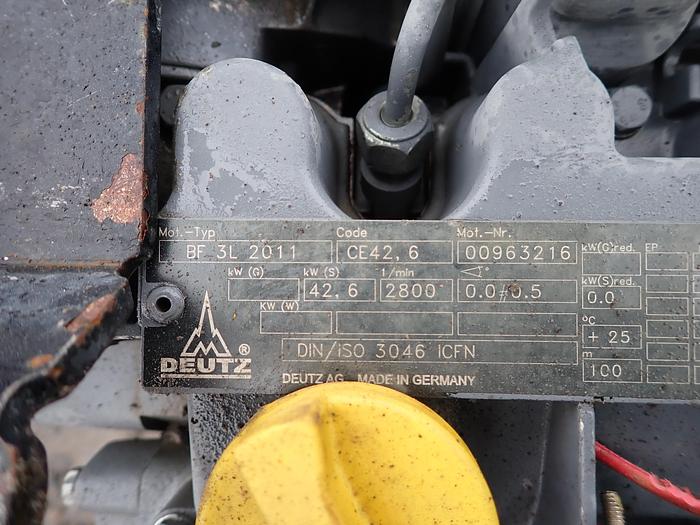 Mot.-Typ Code Mot.-Nr. kW(G)red. EP
BF 3L 2011 CE42,6 00963216
kW (G) kW (S) 1/min ◁° kW(S)red.
42,6 2800 0.0±0.5 0.0
KW (W) °C
+ 25
DEUTZ® DIN/ISO 3046 ICFN m
100
DEUTZ AG MADE IN GERMANY